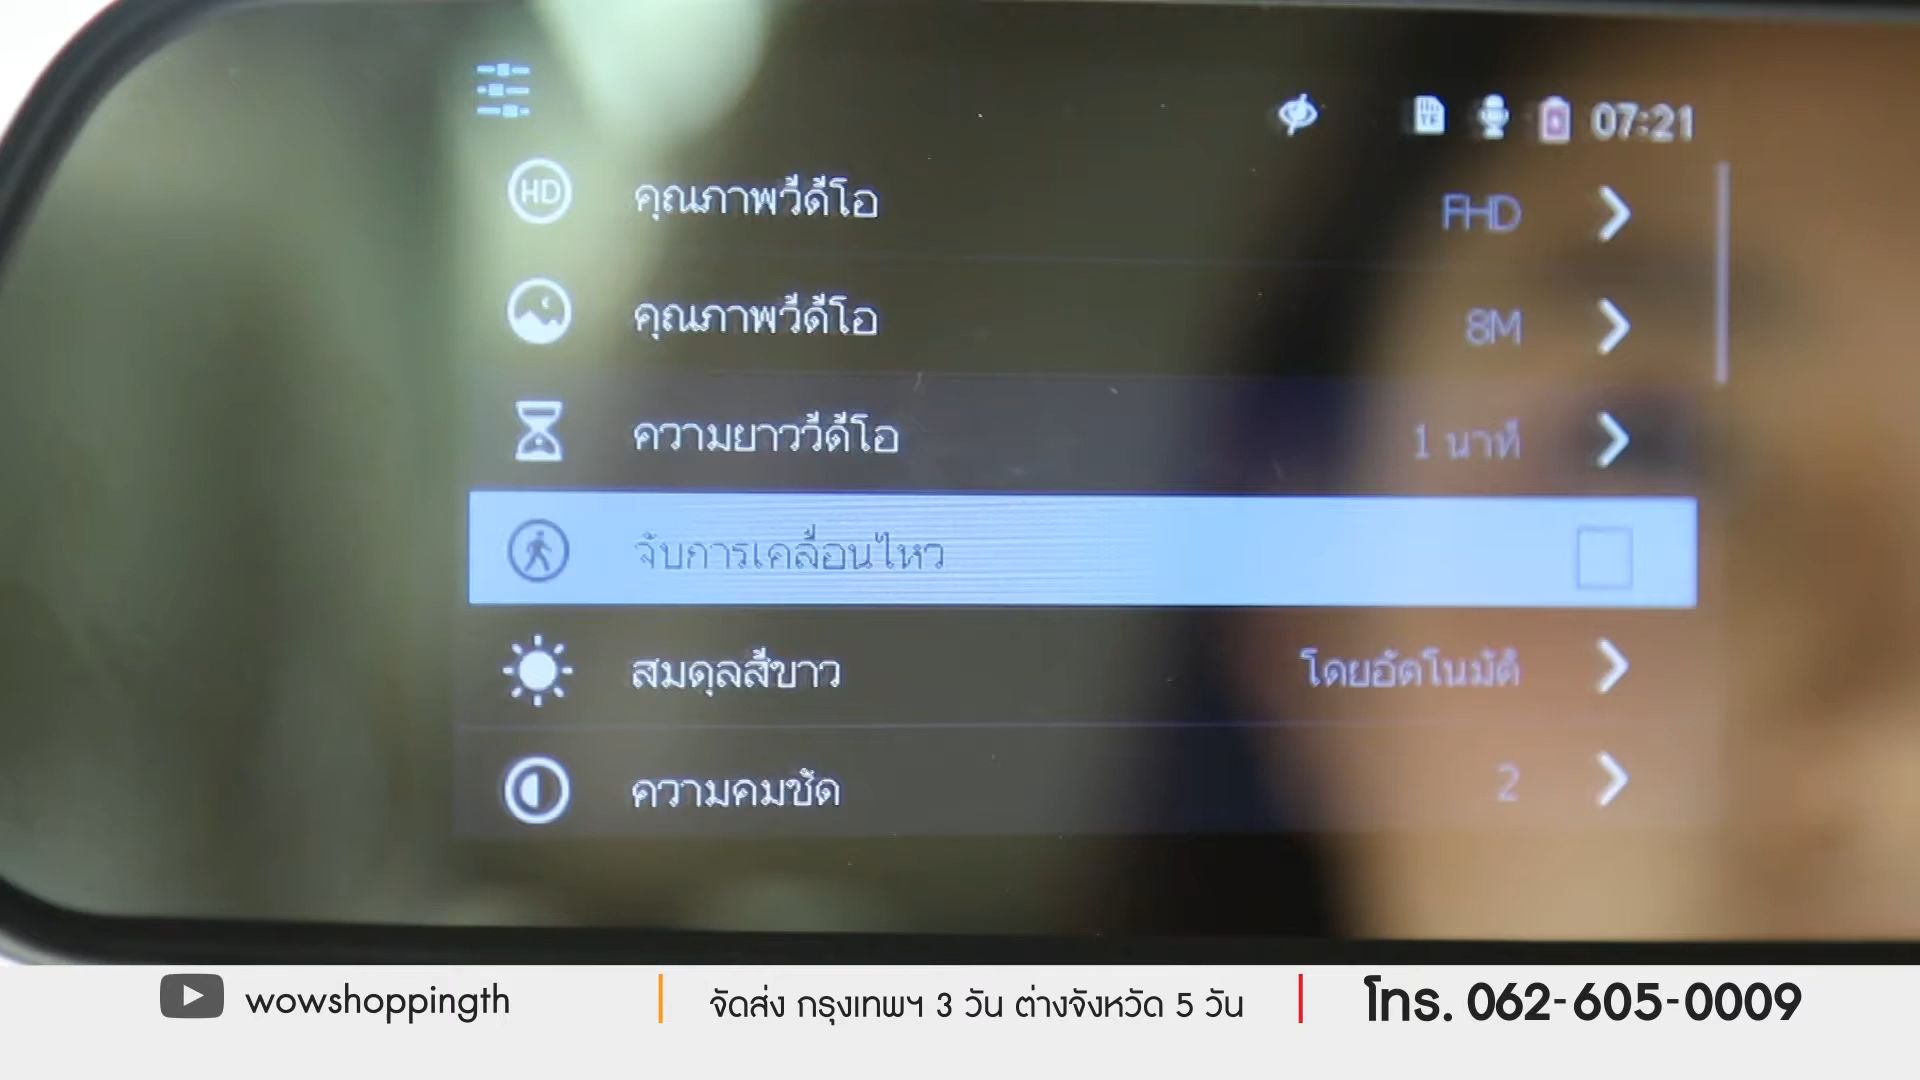 07:21
HD คุณภาพวีดีโอ FHD
คุณภาพวีดีโอ 8M
ความยาววีดีโอ 1 นาที
จับการเคลื่อนไหว
สมดุลสีขาว โดยอัตโนมัติ
ความคมชัด 2
wowshoppingth จัดส่ง กรุงเทพฯ 3 วัน ต่างจังหวัด 5 วัน โทร. 062-605-0009